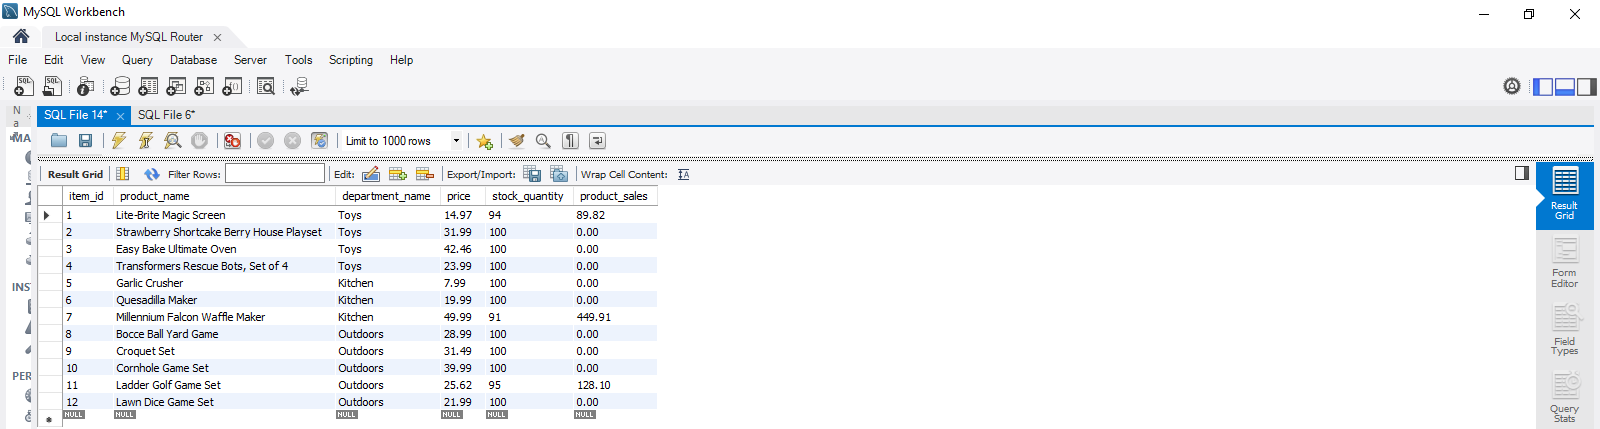 MySQL Workbench
Local instance MySQL Router
File Edit View Query Database Server Tools Scripting Help
Na
SQL File 14* SQL File 6*
MA
Limit to 1000 rows
Result Grid Filter Rows: Edit: Export/Import: Wrap Cell Content: IA
item_id product_name department_name price stock_quantity product_sales
1 Lite-Brite Magic Screen Toys 14.97 94 89.82
2 Strawberry Shortcake Berry House Playset Toys 31.99 100 0.00
3 Easy Bake Ultimate Oven Toys 42.46 100 0.00
4 Transformers Rescue Bots, Set of 4 Toys 23.99 100 0.00
5 Garlic Crusher Kitchen 7.99 100 0.00
6 Quesadilla Maker Kitchen 19.99 100 0.00
7 Millennium Falcon Waffle Maker Kitchen 49.99 91 449.91
8 Bocce Ball Yard Game Outdoors 28.99 100 0.00
9 Croquet Set Outdoors 31.49 100 0.00
10 Cornhole Game Set Outdoors 39.99 100 0.00
11 Ladder Golf Game Set Outdoors 25.62 95 128.10
12 Lawn Dice Game Set Outdoors 21.99 100 0.00
NULL NULL NULL NULL NULL NULL
INS
PER
Result
Grid
Form
Editor
Field
Types
Query
Stats